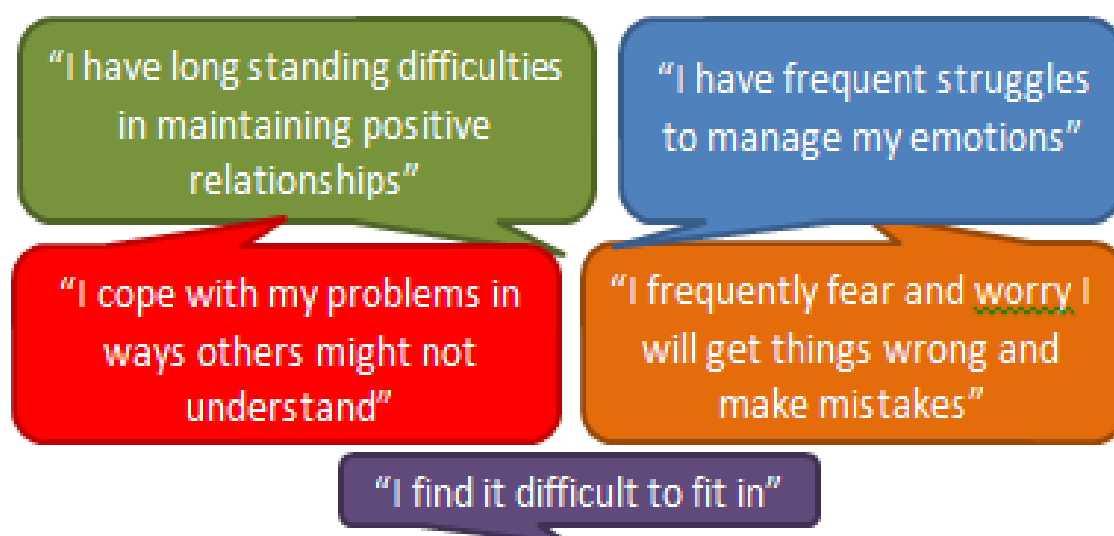 “I have long standing difficulties
in maintaining positive
relationships”
“I have frequent struggles
to manage my emotions”
“I cope with my problems in
ways others might not
understand”
“I frequently fear and worry I
will get things wrong and
make mistakes”
“I find it difficult to fit in”